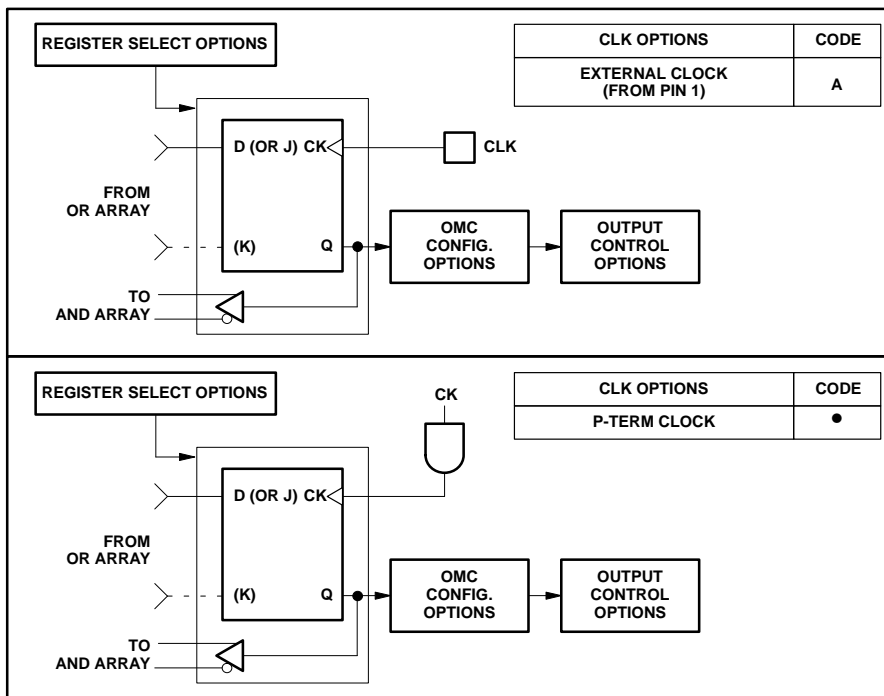 REGISTER SELECT OPTIONS
CLK OPTIONS CODE
EXTERNAL CLOCK
(FROM PIN 1)
A
D (OR J) CK
CLK
FROM
OR ARRAY
(K) Q
OMC
CONFIG.
OPTIONS
OUTPUT
CONTROL
OPTIONS
TO
AND ARRAY
REGISTER SELECT OPTIONS
CK
CLK OPTIONS CODE
P-TERM CLOCK ●
D (OR J) CK
FROM
OR ARRAY
(K) Q
OMC
CONFIG.
OPTIONS
OUTPUT
CONTROL
OPTIONS
TO
AND ARRAY